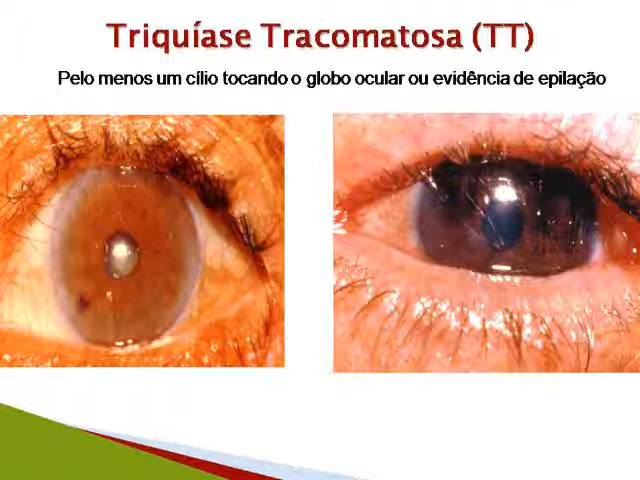 Triquíase Tracomatosa (TT)
Pelo menos um cílio tocando o globo ocular ou evidência de epilação